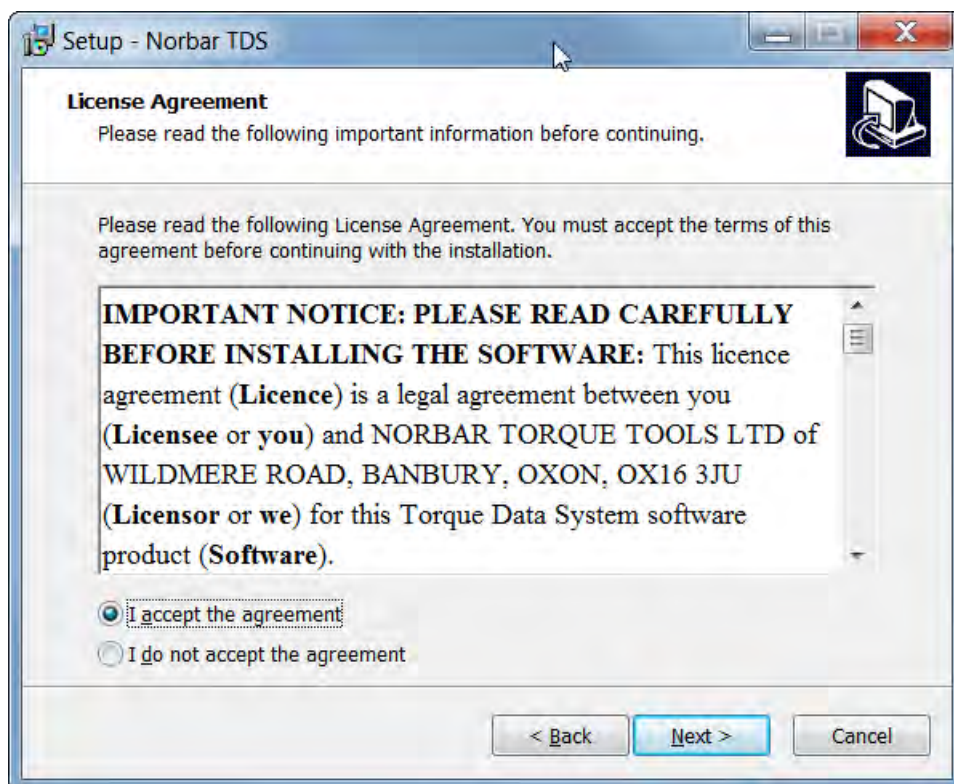 Setup - Norbar TDS
License Agreement
Please read the following important information before continuing.
Please read the following License Agreement. You must accept the terms of this
agreement before continuing with the installation.
IMPORTANT NOTICE: PLEASE READ CAREFULLY
BEFORE INSTALLING THE SOFTWARE: This licence
agreement (Licence) is a legal agreement between you
(Licensee or you) and NORBAR TORQUE TOOLS LTD of
WILDMERE ROAD, BANBURY, OXON, OX16 3JU
(Licensor or we) for this Torque Data System software
product (Software).
I accept the agreement
I do not accept the agreement
< Back Next > Cancel